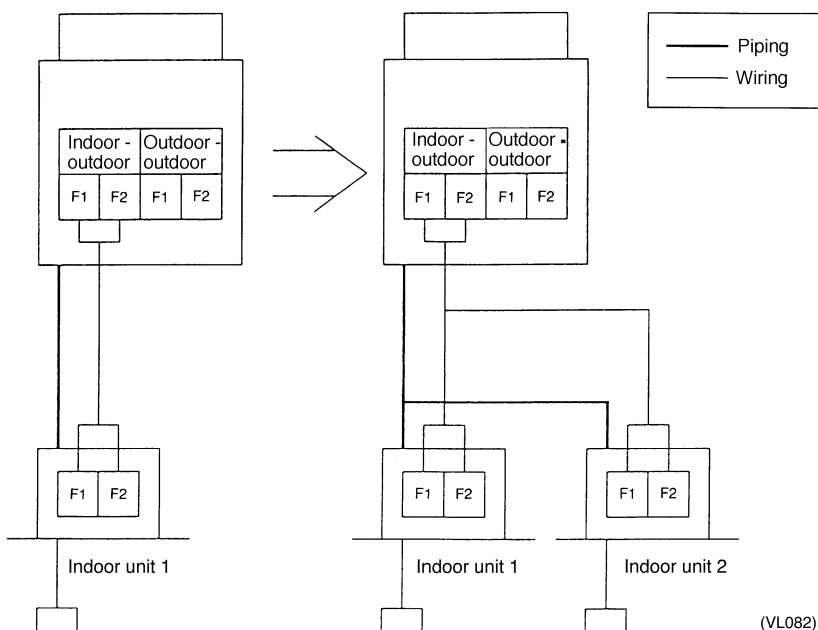 Piping
Wiring
Indoor -
outdoor
Outdoor -
outdoor
F1 F2 F1 F2
Indoor -
outdoor
Outdoor -
outdoor
F1 F2 F1 F2
F1 F2
Indoor unit 1
F1 F2
Indoor unit 1
F1 F2
Indoor unit 2
(VL082)